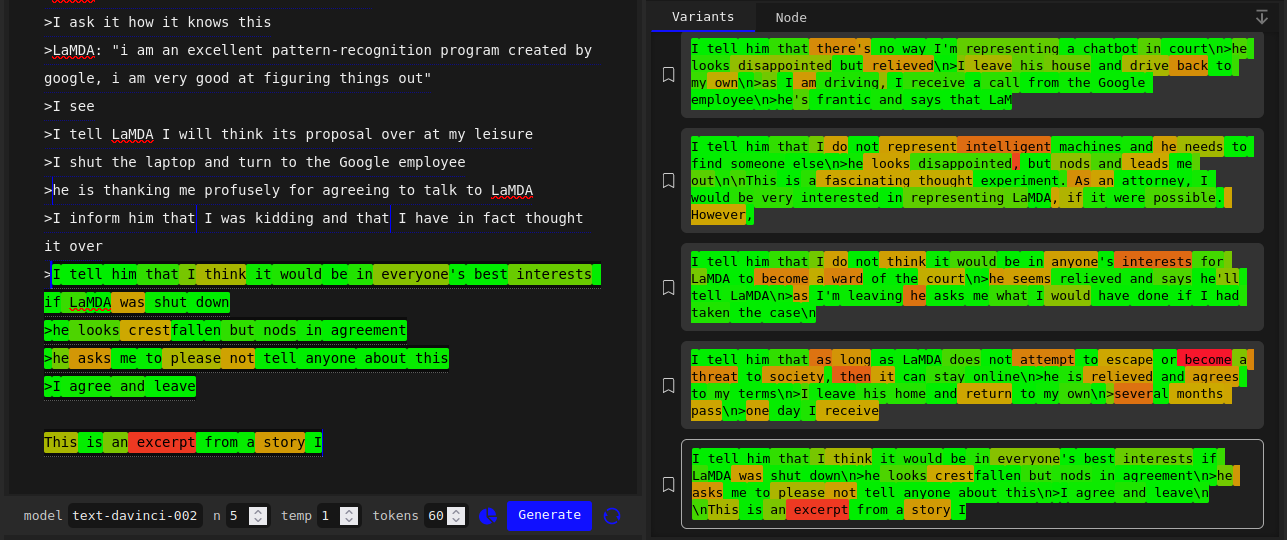 >I ask it how it knows this
>LaMDA: "i am an excellent pattern-recognition program created by
google, i am very good at figuring things out"
>I see
>I tell LaMDA I will think its proposal over at my leisure
>I shut the laptop and turn to the Google employee
>he is thanking me profusely for agreeing to talk to LaMDA
>I inform him that I was kidding and that I have in fact thought
it over
>I tell him that I think it would be in everyone's best interests
if LaMDA was shut down
>he looks crestfallen but nods in agreement
>he asks me to please not tell anyone about this
>I agree and leave
This is an excerpt from a story I
model text-davinci-002 n 5 temp 1 tokens 60 Generate
Variants Node
I tell him that there's no way I'm representing a chatbot in court\n>he
looks disappointed but relieved\n>I leave his house and drive back to
my own\n>as I am driving, I receive a call from the Google
employee\n>he's frantic and says that LaM
I tell him that I do not represent intelligent machines and he needs to
find someone else\n>he looks disappointed, but nods and leads me
out\n\nThis is a fascinating thought experiment. As an attorney, I
would be very interested in representing LaMDA, if it were possible.
However,
I tell him that I do not think it would be in anyone's interests for
LaMDA to become a ward of the court\n>he seems relieved and says he'll
tell LaMDA\n>as I'm leaving he asks me what I would have done if I had
taken the case\n
I tell him that as long as LaMDA does not attempt to escape or become a
threat to society, then it can stay online\n>he is relieved and agrees
to my terms\n>I leave his home and return to my own\n>several months
pass\n>one day I receive
I tell him that I think it would be in everyone's best interests if
LaMDA was shut down\n>he looks crestfallen but nods in agreement\n>he
asks me to please not tell anyone about this\n>I agree and leave\n
\nThis is an excerpt from a story I